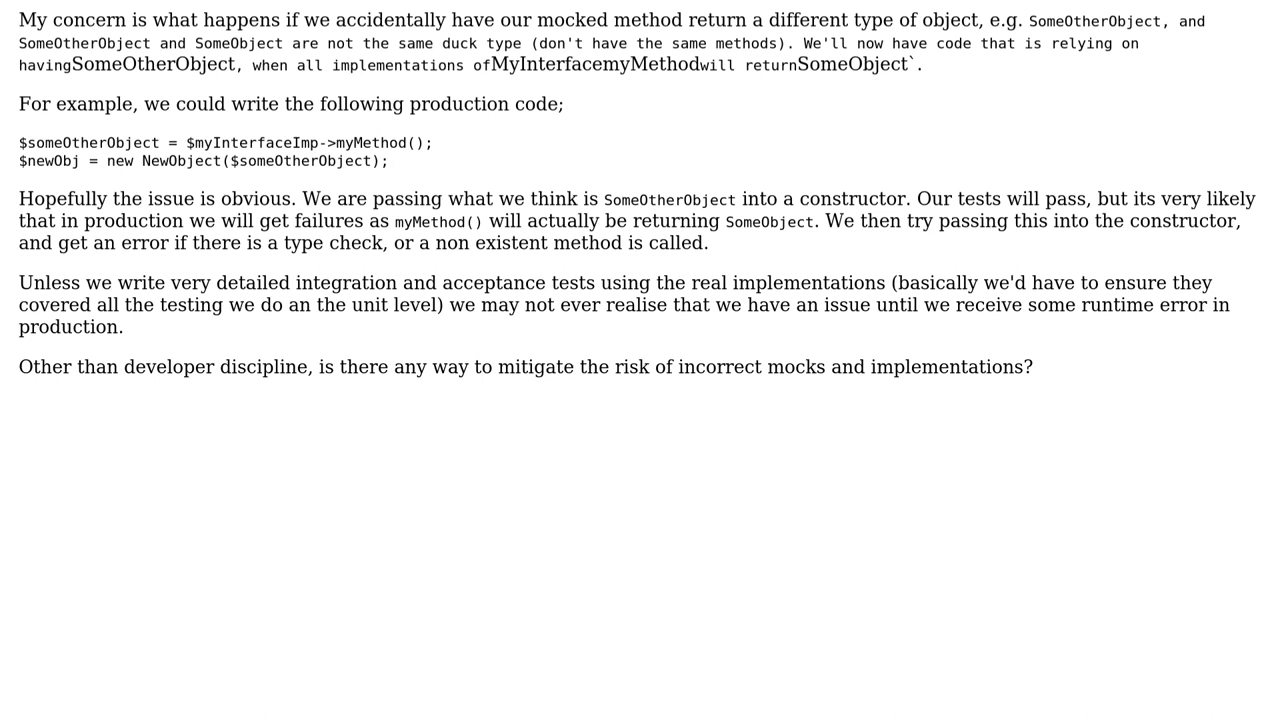 My concern is what happens if we accidentally have our mocked method return a different type of object, e.g. SomeOtherObject, and
SomeOtherObject and SomeObject are not the same duck type (don't have the same methods). We'll now have code that is relying on
havingSomeOtherObject, when all implementations ofMyInterfacemyMethodwill returnSomeObject`.
For example, we could write the following production code;
$someOtherObject = $myInterfaceImp->myMethod();
$newObj = new NewObject($someOtherObject);
Hopefully the issue is obvious. We are passing what we think is SomeOtherObject into a constructor. Our tests will pass, but its very likely
that in production we will get failures as myMethod() will actually be returning SomeObject. We then try passing this into the constructor,
and get an error if there is a type check, or a non existent method is called.
Unless we write very detailed integration and acceptance tests using the real implementations (basically we'd have to ensure they
covered all the testing we do an the unit level) we may not ever realise that we have an issue until we receive some runtime error in
production.
Other than developer discipline, is there any way to mitigate the risk of incorrect mocks and implementations?